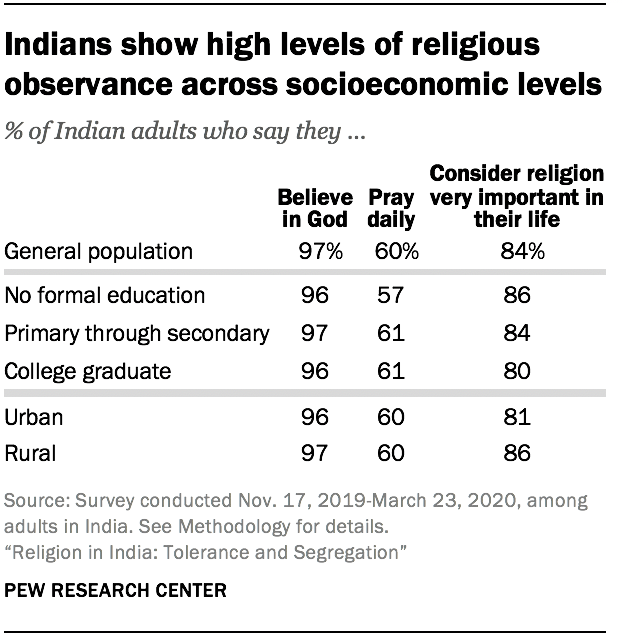 Indians show high levels of religious
observance across socioeconomic levels
% of Indian adults who say they ...
Believe in God Pray daily Consider religion very important in their life
General population 97% 60% 84%
No formal education 96 57 86
Primary through secondary 97 61 84
College graduate 96 61 80
Urban 96 60 81
Rural 97 60 86
Source: Survey conducted Nov. 17, 2019-March 23, 2020, among
adults in India. See Methodology for details.
“Religion in India: Tolerance and Segregation”
PEW RESEARCH CENTER